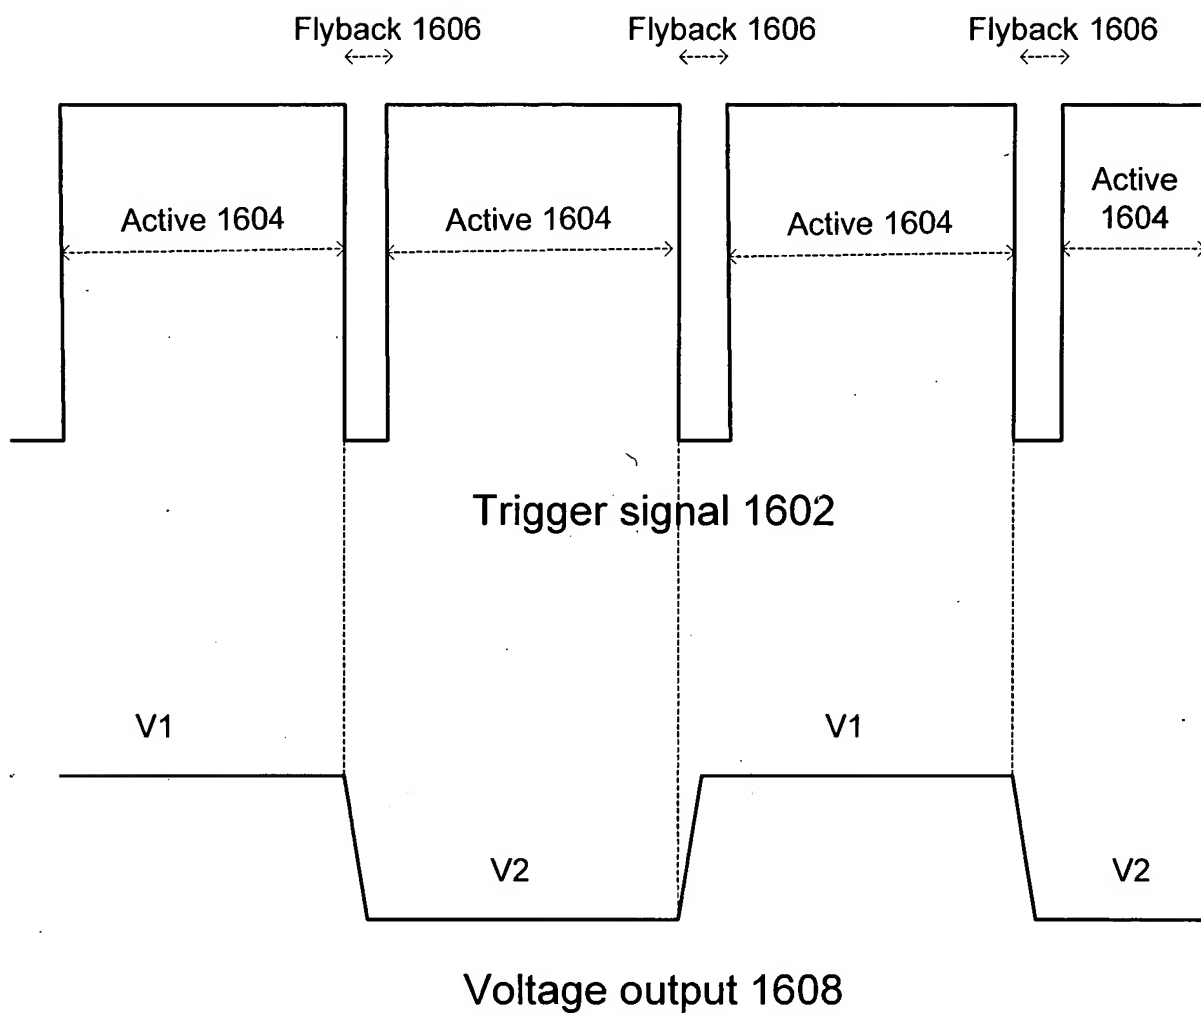 Flyback 1606
Flyback 1606
Flyback 1606
Active 1604
Active 1604
Active 1604
Active
1604
Trigger signal 1602
V1
V1
V2
V2
Voltage output 1608